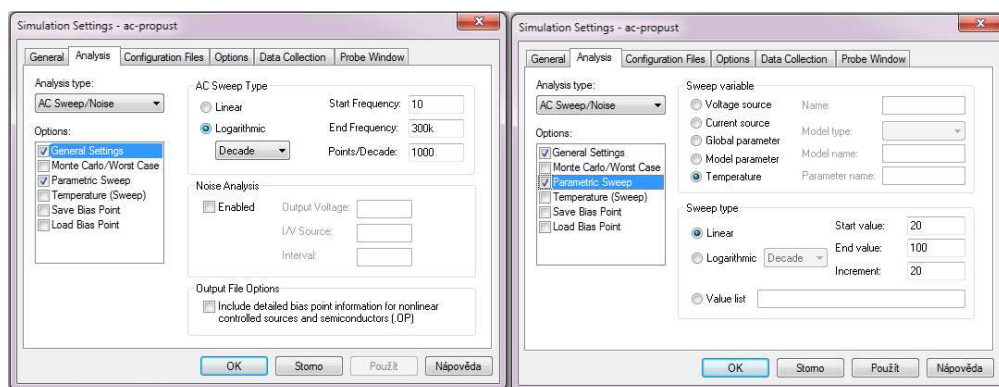 Simulation Settings - ac-propust
General Analysis Configuration Files Options Data Collection Probe Window
Analysis type:
AC Sweep/Noise
Options:
General Settings
Monte Carlo/Worst Case
Parametric Sweep
Temperature (Sweep)
Save Bias Point
Load Bias Point
AC Sweep Type
Linear
Logarithmic
Decade
Start Frequency: 10
End Frequency: 300k
Points/Decade: 1000
Noise Analysis
Enabled
Output Voltage:
I/V Source:
Interval:
Output File Options
Include detailed bias point information for nonlinear
controlled sources and semiconductors (.OP)
OK Storno Použít Nápověda
Simulation Settings - ac-propust
General Analysis Configuration Files Options Data Collection Probe Window
Analysis type:
AC Sweep/Noise
Options:
General Settings
Monte Carlo/Worst Case
Parametric Sweep
Temperature (Sweep)
Save Bias Point
Load Bias Point
Sweep variable
Voltage source
Current source
Global parameter
Model parameter
Temperature
Name:
Model type:
Model name:
Parameter name:
Sweep type
Linear
Logarithmic Decade
Value list
Start value: 20
End value: 100
Increment: 20
OK Storno Použít Nápověda